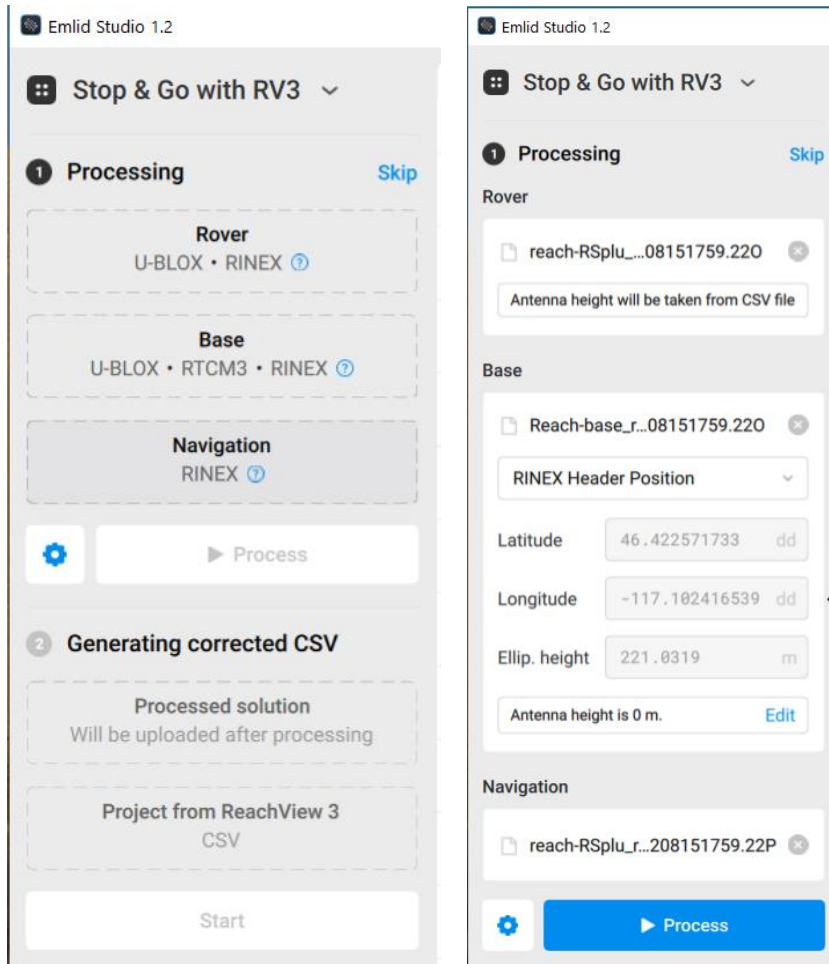 Emlid Studio 1.2
Stop & Go with RV3
1 Processing Skip
Rover
U-BLOX • RINEX ?
Base
U-BLOX • RTCM3 • RINEX ?
Navigation
RINEX ?
Process
2 Generating corrected CSV
Processed solution
Will be uploaded after processing
Project from ReachView 3
CSV
Start
Emlid Studio 1.2
Stop & Go with RV3
1 Processing Skip
Rover
reach-RSplu_...08151759.22O
Antenna height will be taken from CSV file
Base
Reach-base_r...08151759.22O
RINEX Header Position
Latitude 46.422571733 dd
Longitude -117.102416539 dd
Ellip. height 221.0319 m
Antenna height is 0 m. Edit
Navigation
reach-RSplu_r...208151759.22P
Process